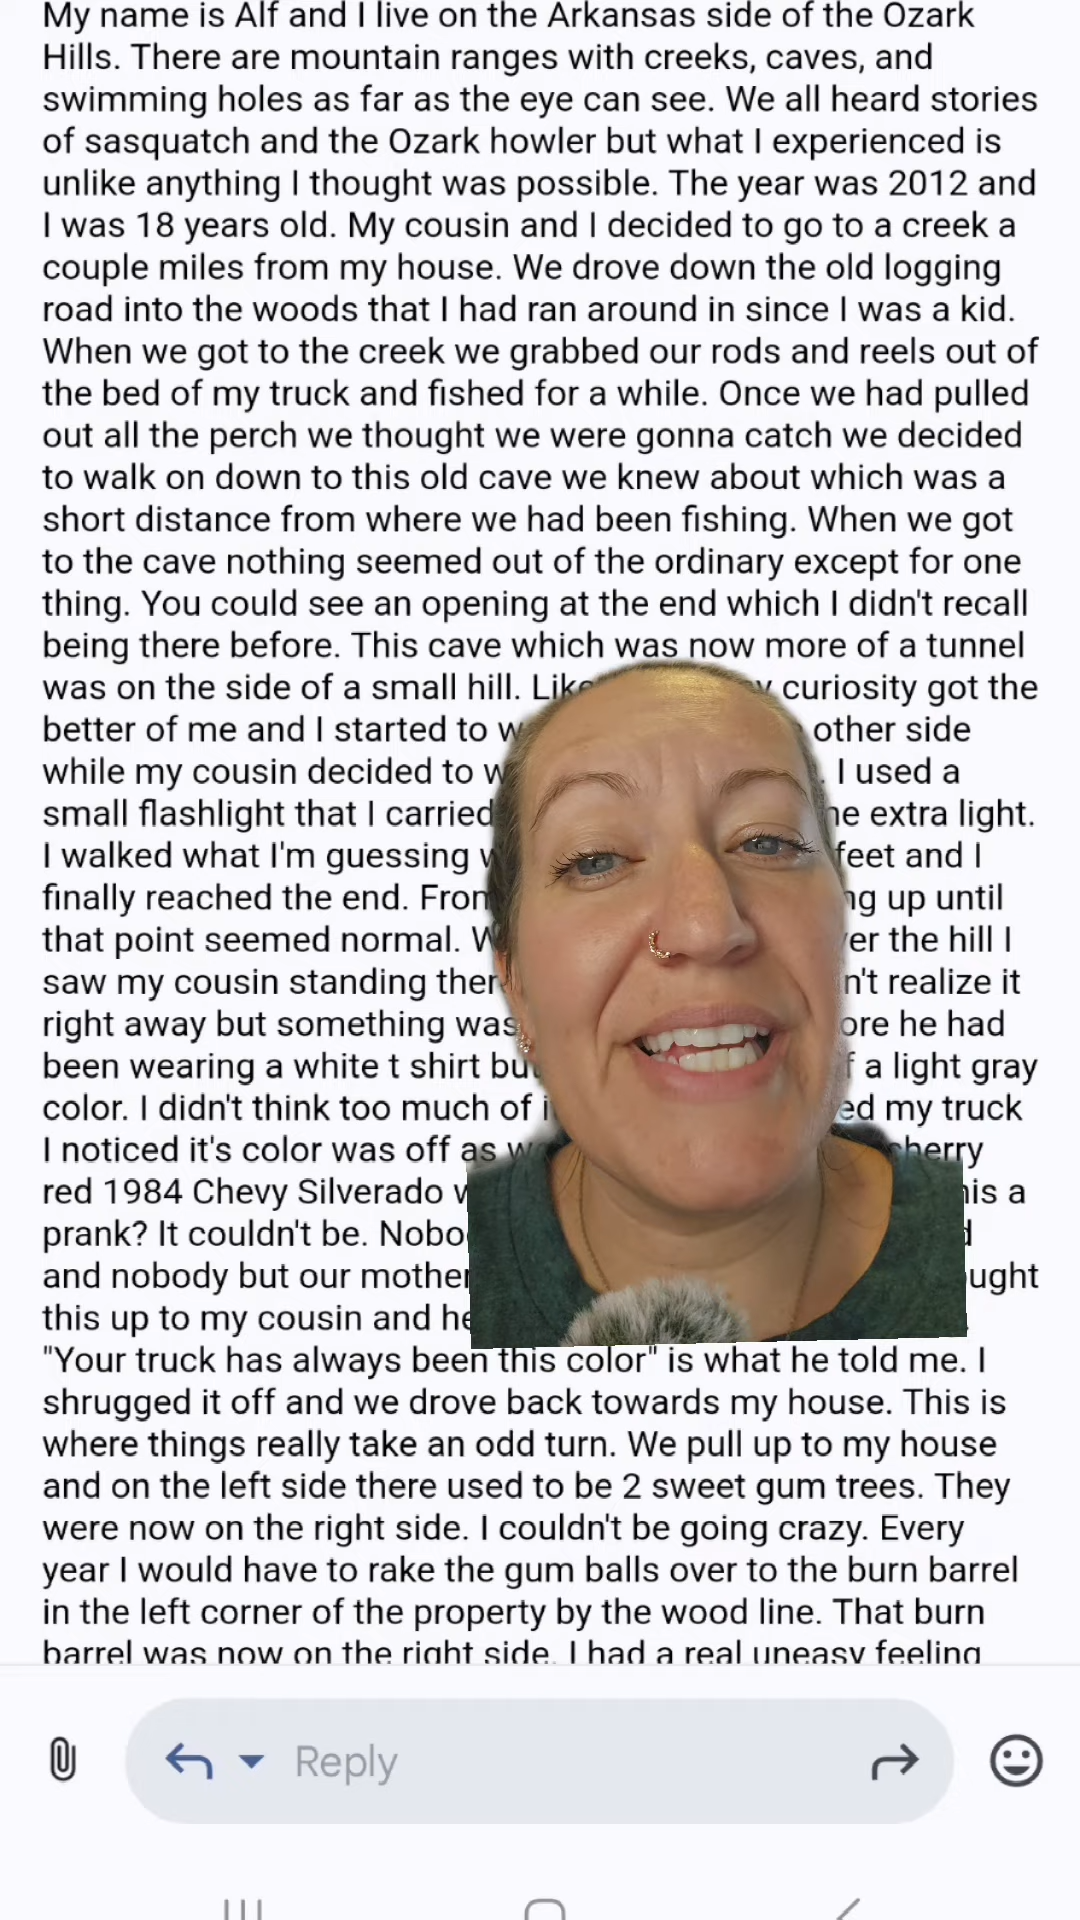 My name is Alf and I live on the Arkansas side of the Ozark
Hills. There are mountain ranges with creeks, caves, and
swimming holes as far as the eye can see. We all heard stories
of sasquatch and the Ozark howler but what I experienced is
unlike anything I thought was possible. The year was 2012 and
I was 18 years old. My cousin and I decided to go to a creek a
couple miles from my house. We drove down the old logging
road into the woods that I had ran around in since I was a kid.
When we got to the creek we grabbed our rods and reels out of
the bed of my truck and fished for a while. Once we had pulled
out all the perch we thought we were gonna catch we decided
to walk on down to this old cave we knew about which was a
short distance from where we had been fishing. When we got
to the cave nothing seemed out of the ordinary except for one
thing. You could see an opening at the end which I didn't recall
being there before. This cave which was now more of a tunnel
was on the side of a small hill. curiosity got the
better of me and I started to other side
while my cousin decided to I used a
small flashlight that I carried extra light.
I walked what I'm guessing feet and I
finally reached the end. up until
that point seemed normal. the hill I
saw my cousin standing realize it
right away but something was he had
been wearing a white t shirt a light gray
color. I didn't think too much of my truck
I noticed it's color was off as
red 1984 Chevy Silverado a
prank? It couldn't be.
and nobody but our
this up to my cousin and
"Your truck has always been this color" is what he told me. I
shrugged it off and we drove back towards my house. This is
where things really take an odd turn. We pull up to my house
and on the left side there used to be 2 sweet gum trees. They
were now on the right side. I couldn't be going crazy. Every
year I would have to rake the gum balls over to the burn barrel
in the left corner of the property by the wood line. That burn
barrel was now on the right side. I had a real uneasy feeling
Reply